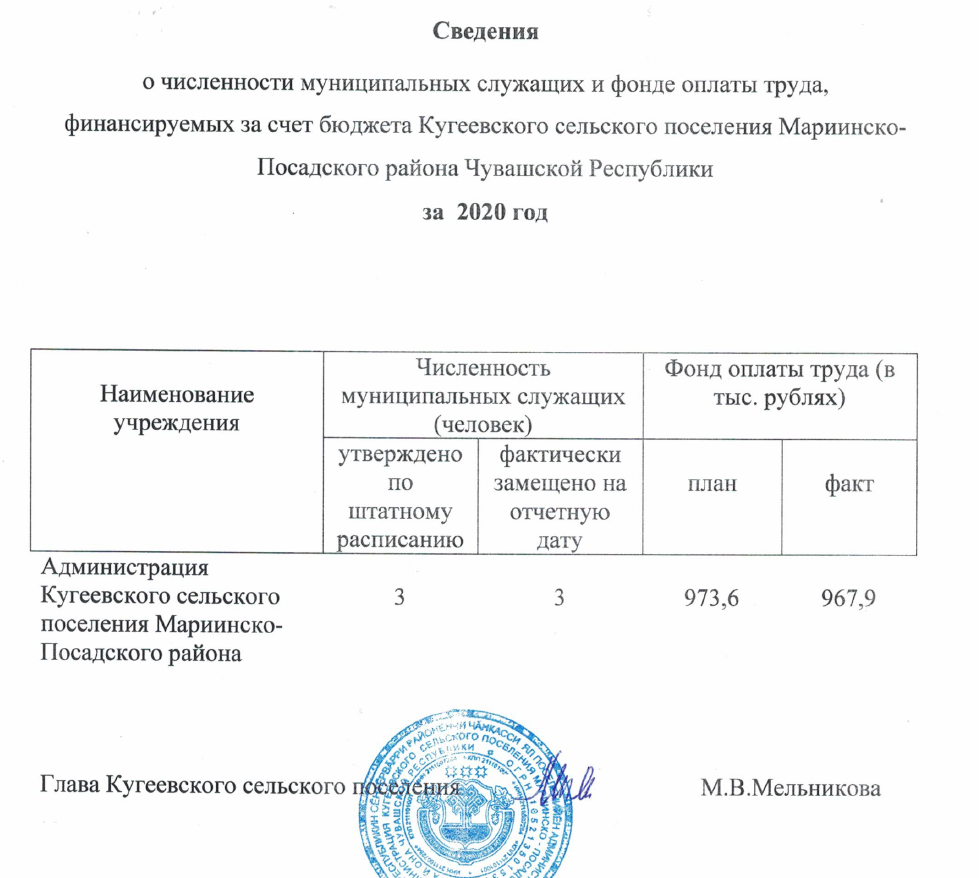 Сведения
о численности муниципальных служащих и фонде оплаты труда,
финансируемых за счет бюджета Кугеевского сельского поселения Мариинско-
Посадского района Чувашской Республики
за 2020 год
Наименование
учреждения
Численность
муниципальных служащих
(человек)
Фонд оплаты труда (в
тыс. рублях)
утверждено
по
штатному
расписанию
фактически
замещено на
отчетную
дату
план
факт
Администрация
Кугеевского сельского
поселения Мариинско-
Посадского района
3
3
973,6
967,9
Глава Кугеевского сельского поселения
М.В.Мельникова